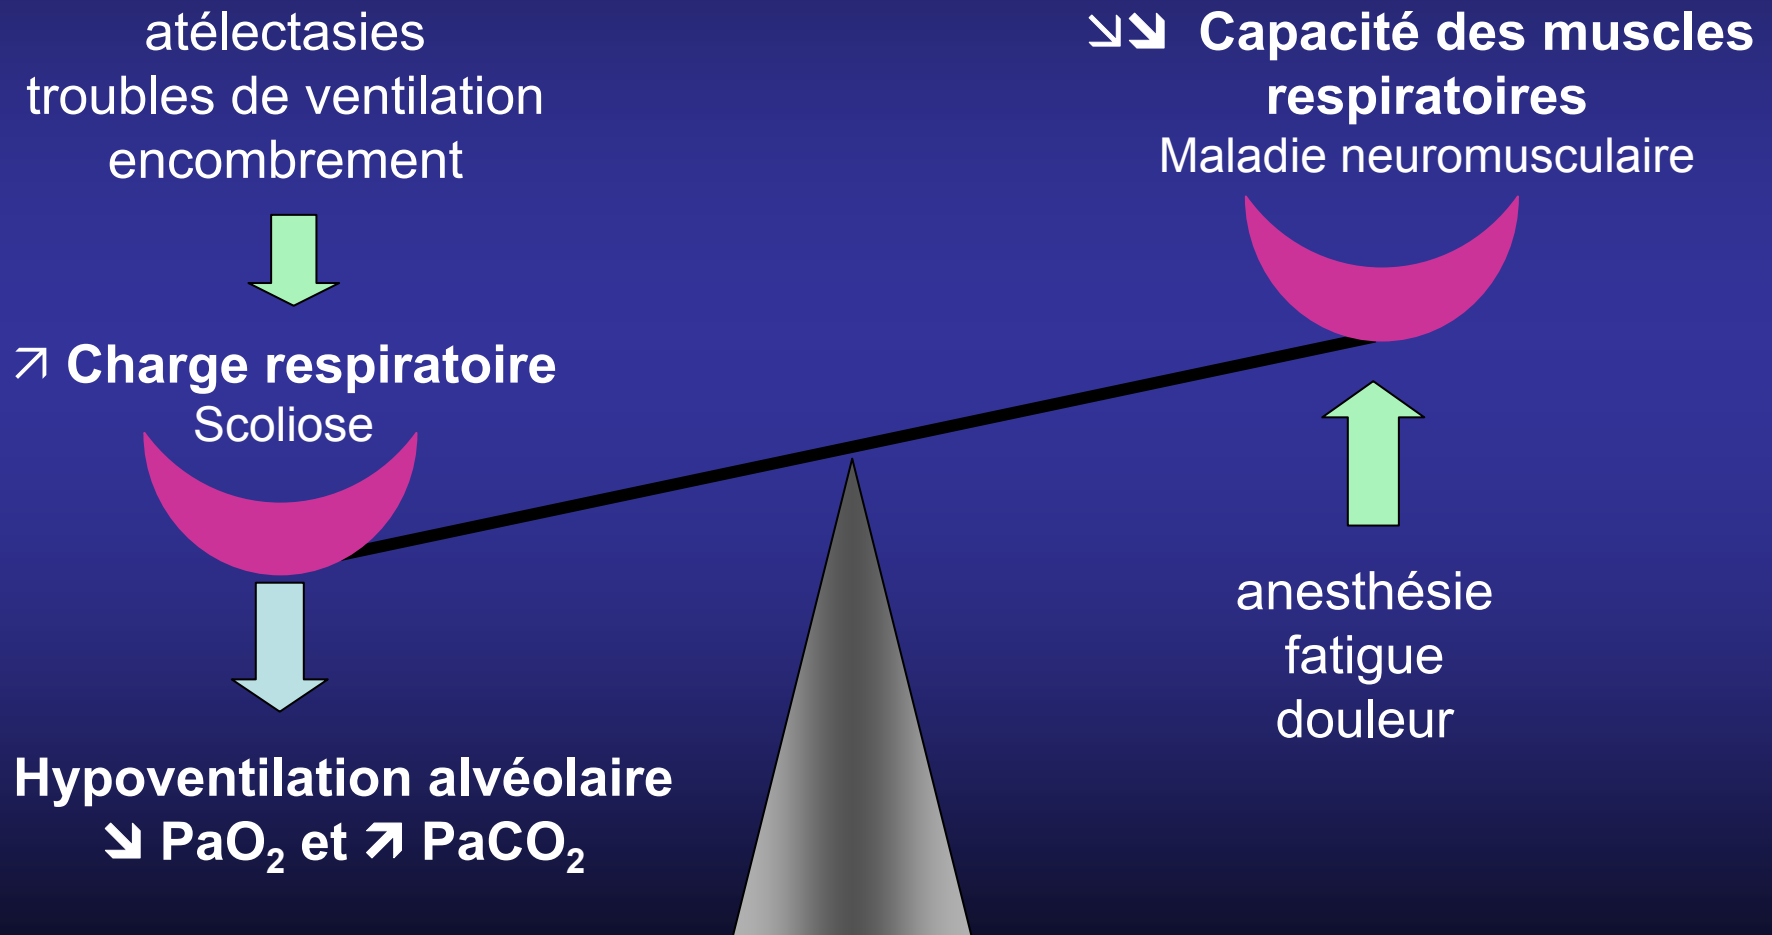 atélectasies
troubles de ventilation
encombrement
↗ Charge respiratoire
Scoliose
Hypoventilation alvéolaire
↘ PaO₂ et ↗ PaCO₂
↘↘ Capacité des muscles
respiratoires
Maladie neuromusculaire
anesthésie
fatigue
douleur